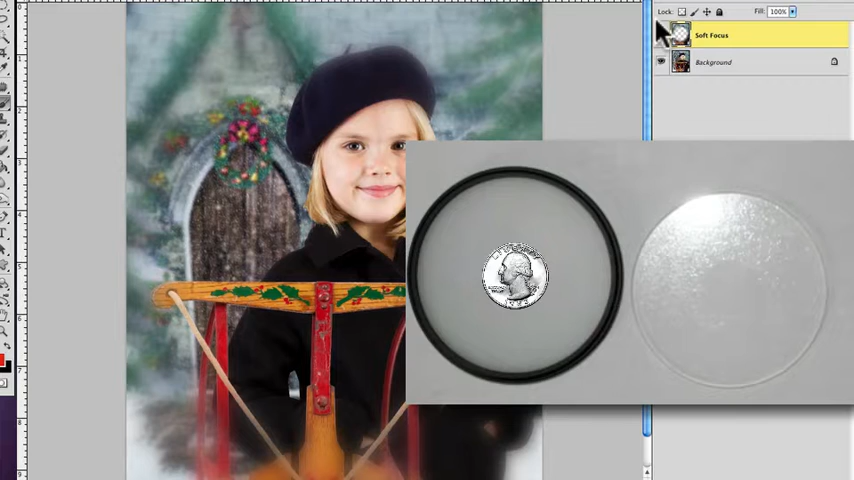 Lock:
Fill: 100%
Soft Focus
Background
LIBERTY